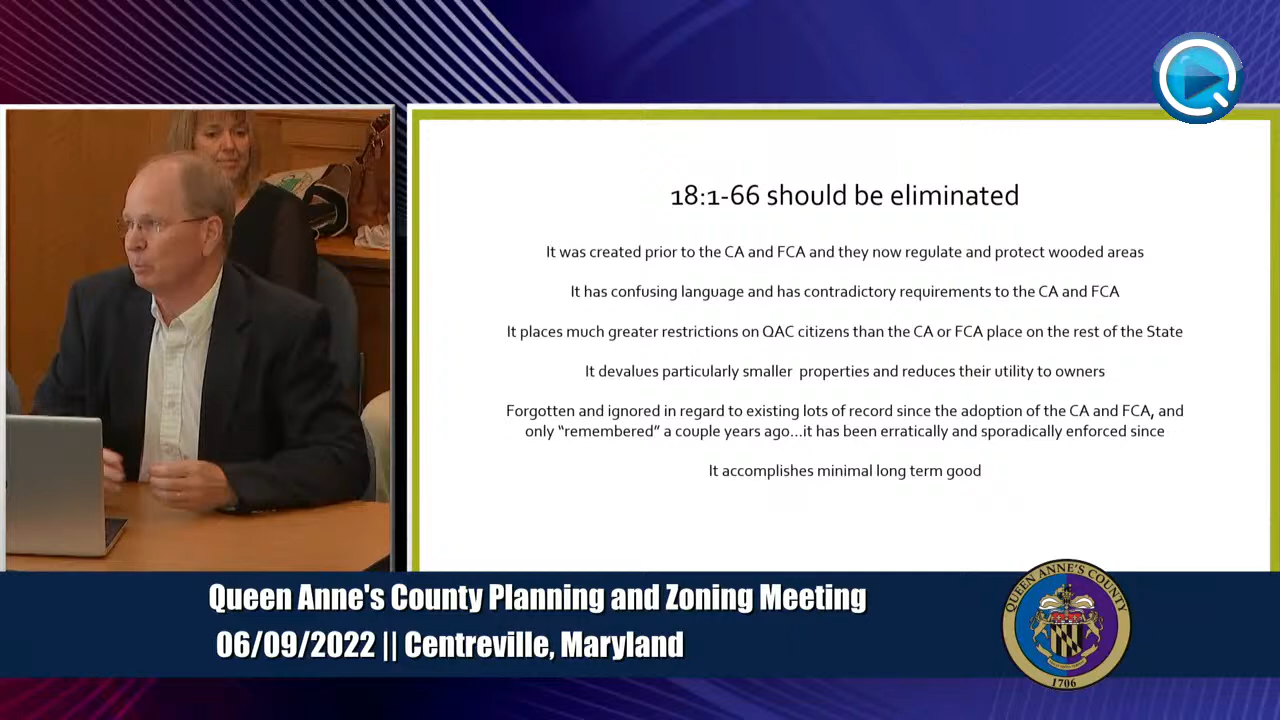 18:1-66 should be eliminated
It was created prior to the CA and FCA and they now regulate and protect wooded areas
It has confusing language and has contradictory requirements to the CA and FCA
It places much greater restrictions on QAC citizens than the CA or FCA place on the rest of the State
It devalues particularly smaller properties and reduces their utility to owners
Forgotten and ignored in regard to existing lots of record since the adoption of the CA and FCA, and
only “remembered” a couple years ago...it has been erratically and sporadically enforced since
It accomplishes minimal long term good
Queen Anne's County Planning and Zoning Meeting
06/09/2022 || Centreville, Maryland
QUEEN ANNE'S COUNTY
1706